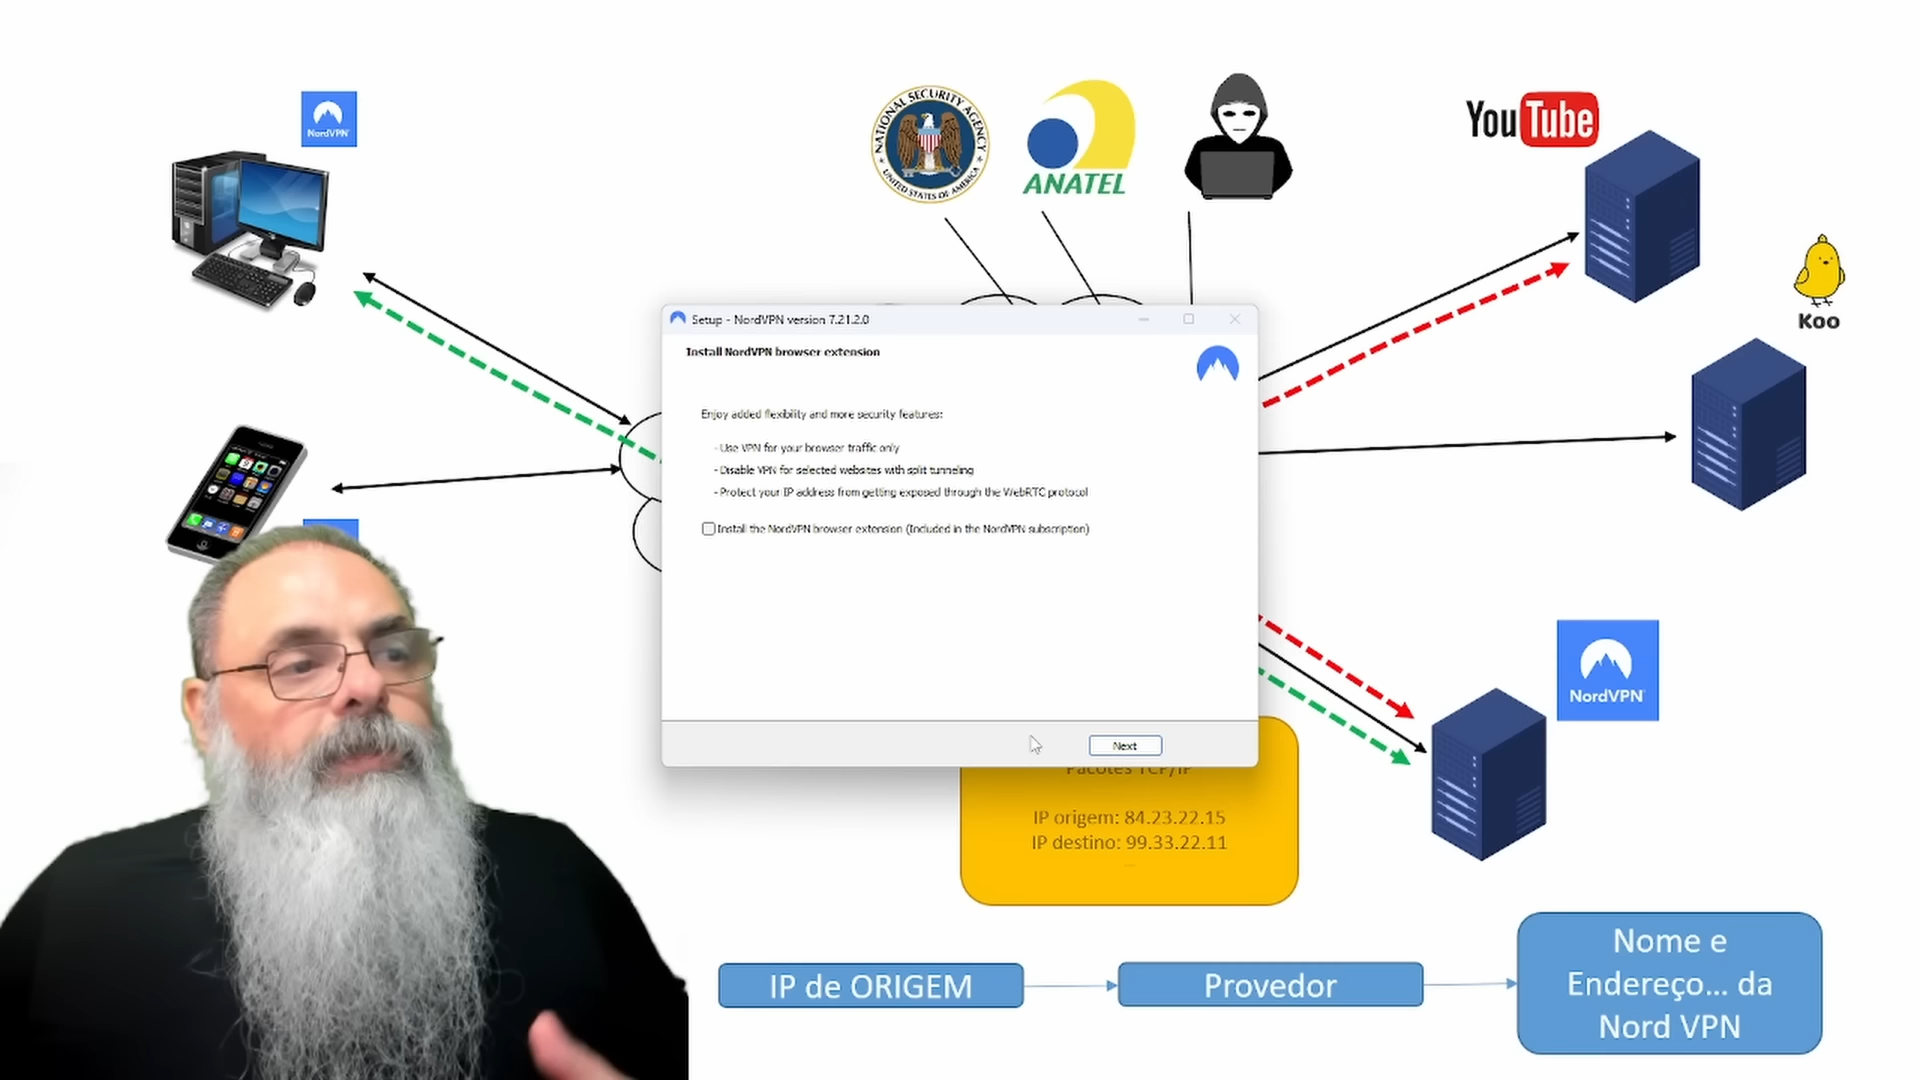 NordVPN
NATIONAL SECURITY AGENCY
UNITED STATES OF AMERICA
ANATEL
YouTube
Koo
Setup - NordVPN version 7.21.2.0
Install NordVPN browser extension
Enjoy added flexibility and more security features:
- Use VPN for your browser traffic only
- Disable VPN for selected websites with split tunneling
- Protect your IP address from getting exposed through the WebRTC protocol
Install the NordVPN browser extension (Included in the NordVPN subscription)
Next
NordVPN
Pacotes TCP/IP
IP origem: 84.23.22.15
IP destino: 99.33.22.11
IP de ORIGEM
Provedor
Nome e
Endereço... da
Nord VPN